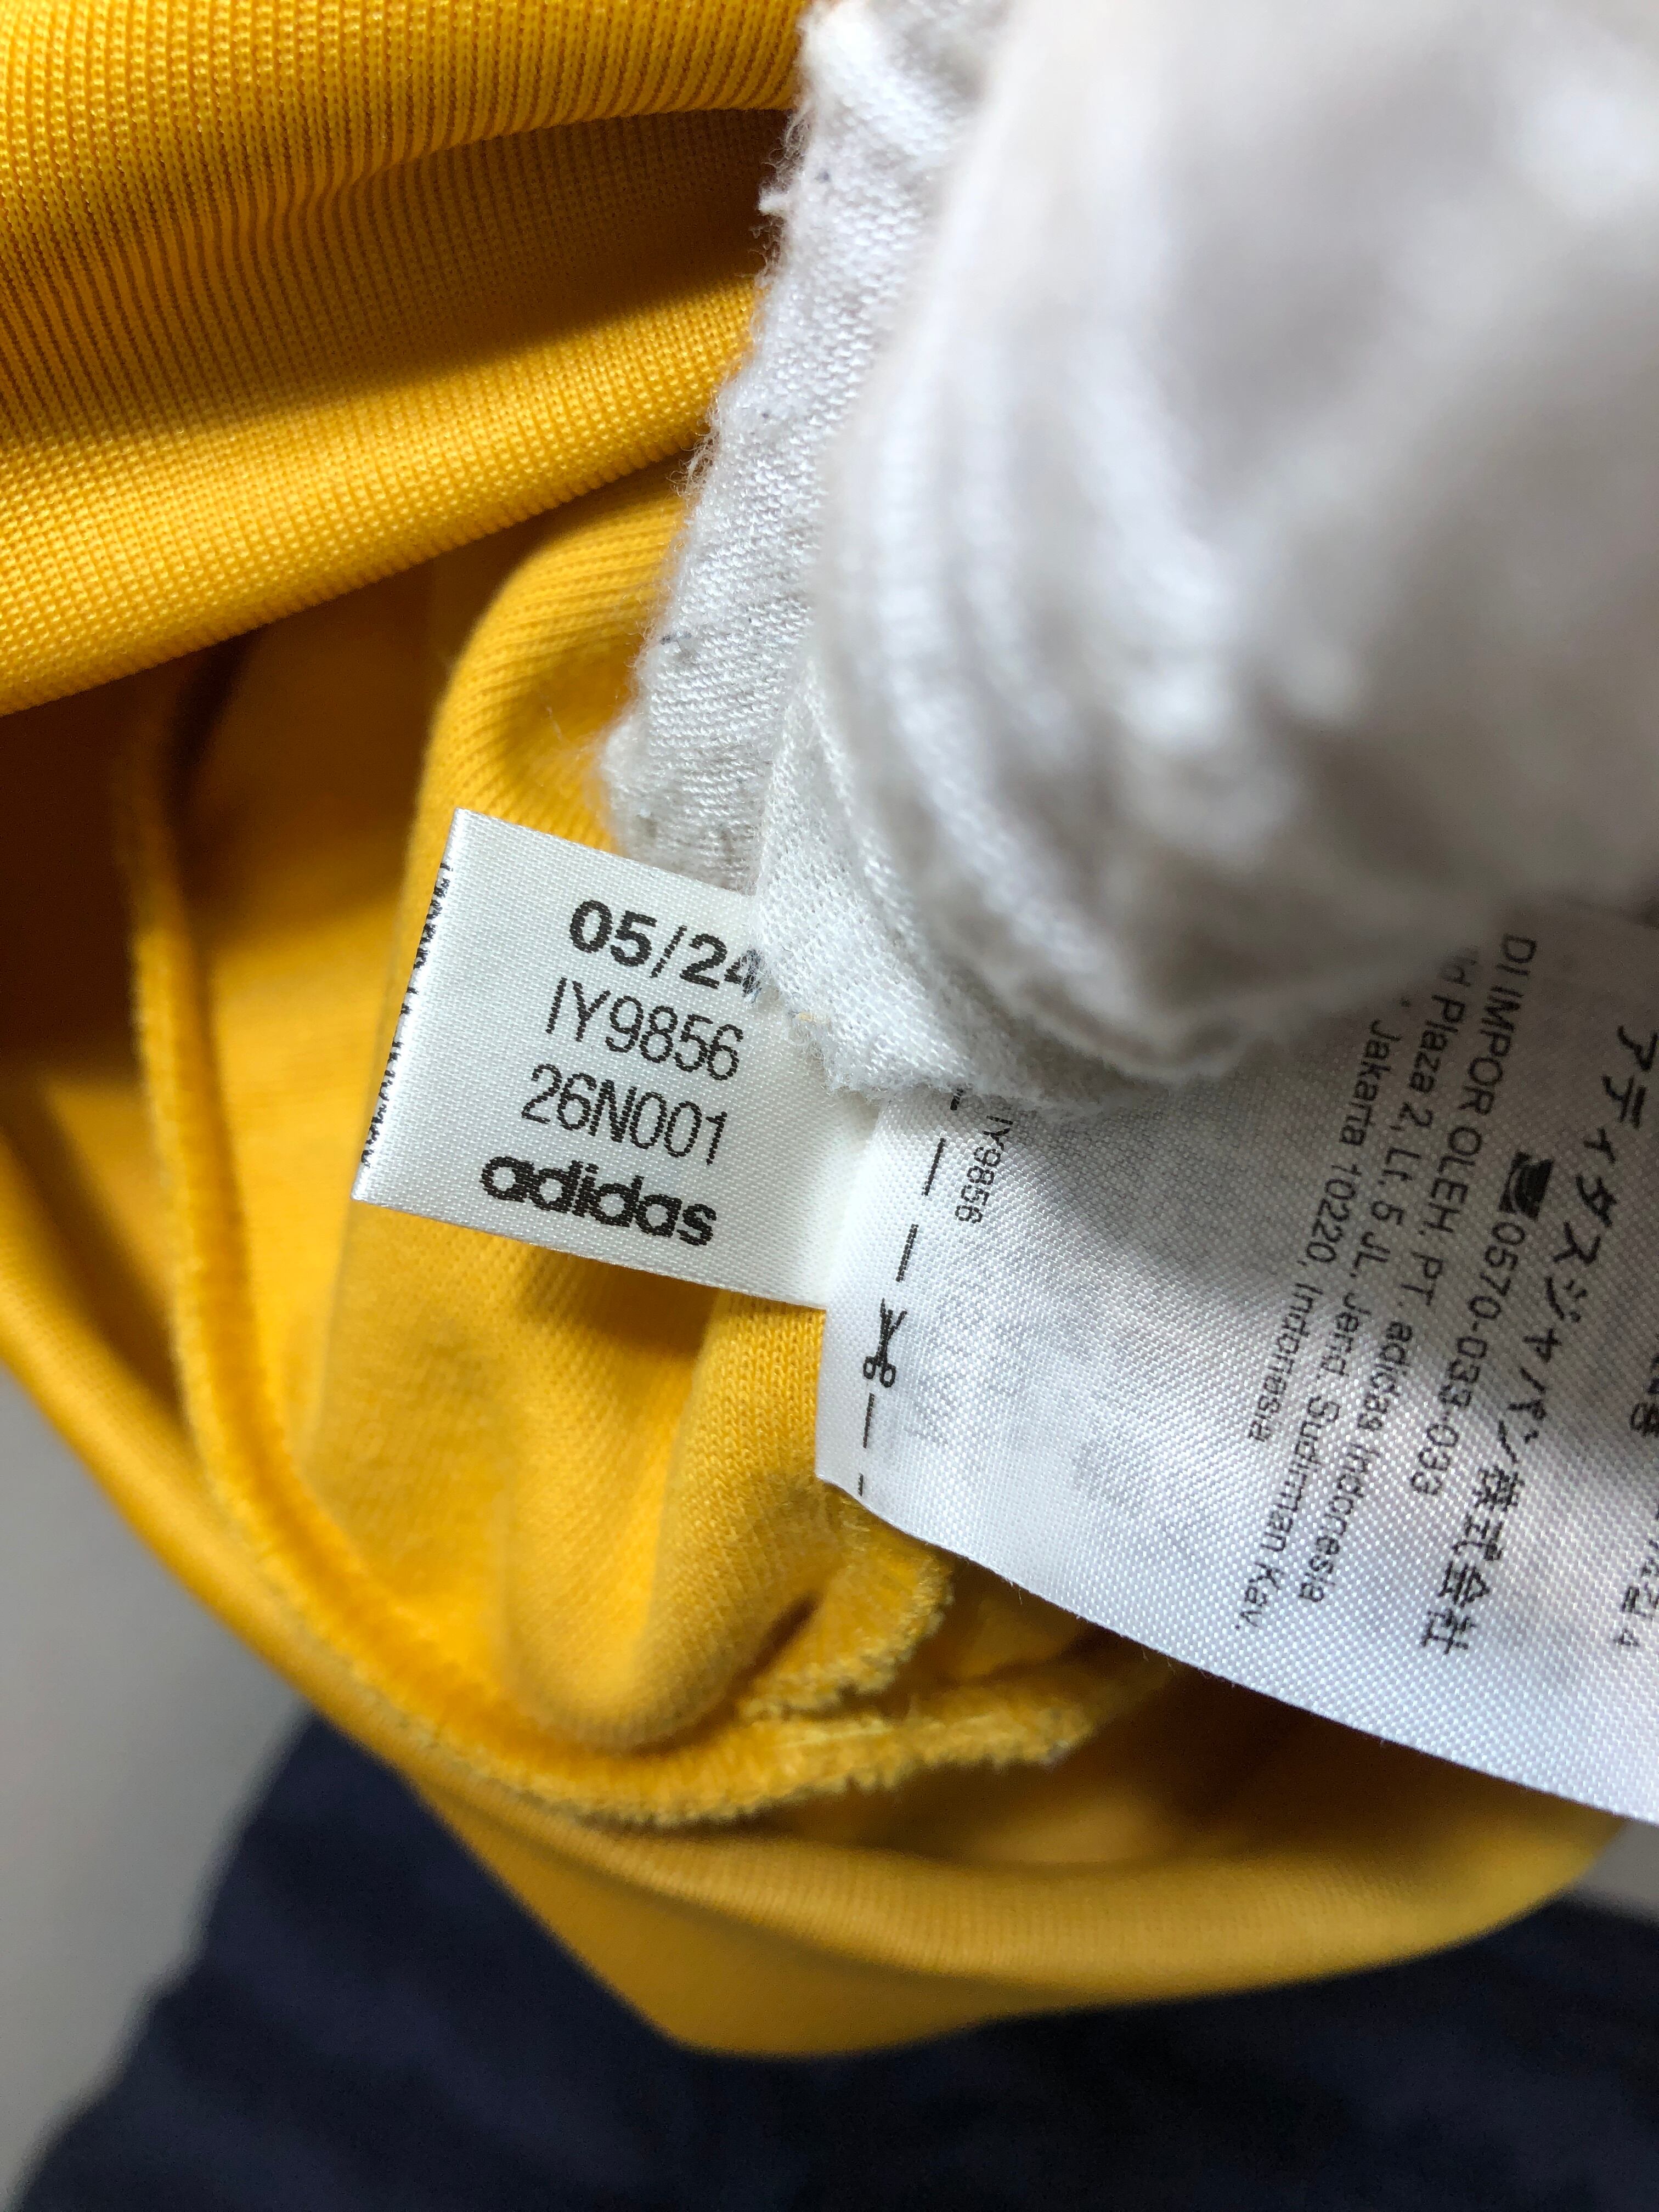 05/24
IY9856
26N001
adidas
IY9856
アディダスジャパン株式会社
0570-033-033
DI IMPOR OLEH. PT. adidas Indonesia
Plaza 2, Lt. 5 JL. Jend. Sudirman Kav.
Jakarta 10220, Indonesia